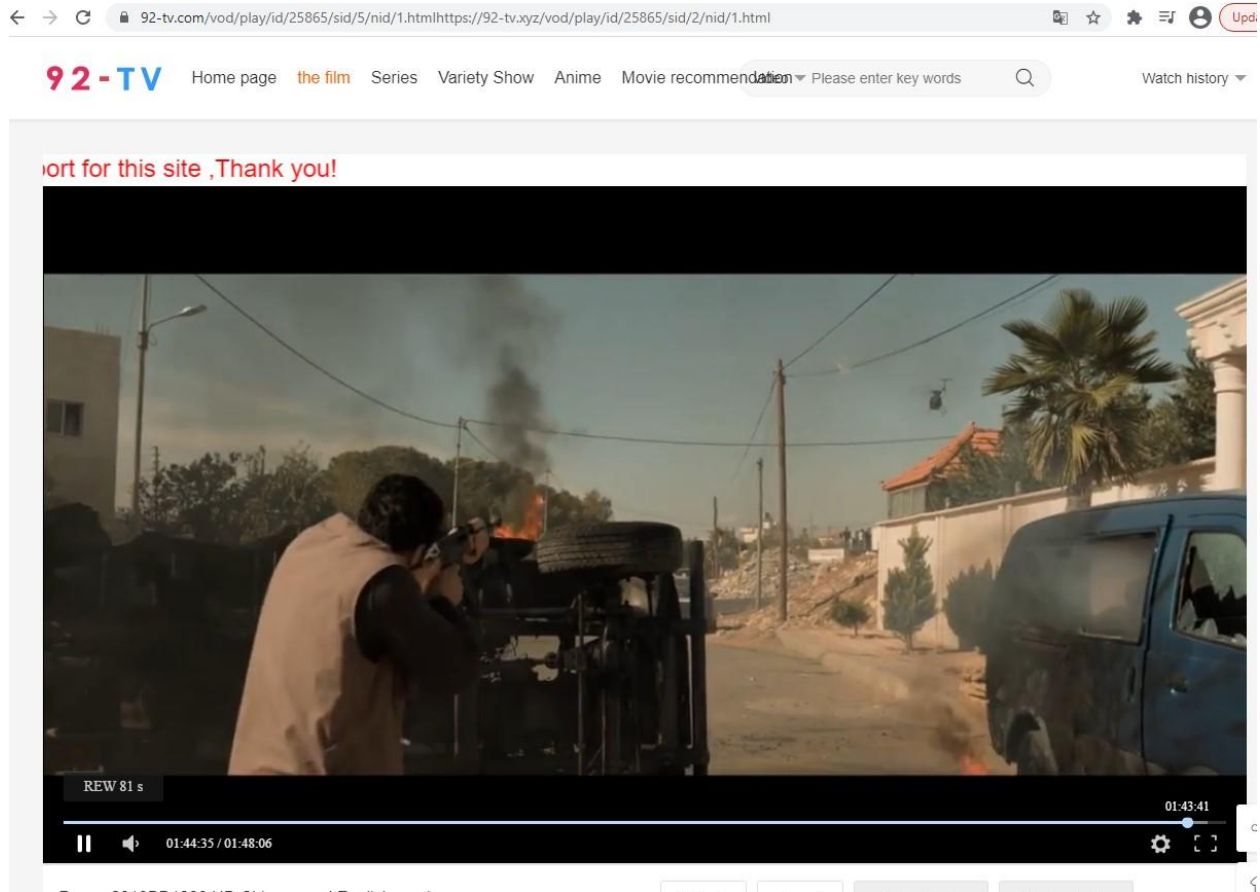 92-tv.com/vod/play/id/25865/sid/5/nid/1.htmlhttps://92-tv.xyz/vod/play/id/25865/sid/2/nid/1.html
Upda
92-TV
Home page the film Series Variety Show Anime Movie recommendation Please enter key words
Watch history
ort for this site ,Thank you!
REW 81 s
01:43:41
01:44:35 / 01:48:06